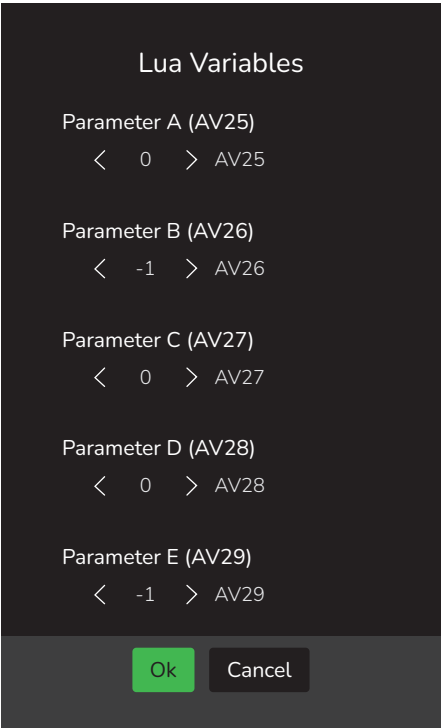 Lua Variables
Parameter A (AV25)
0 AV25
Parameter B (AV26)
-1 AV26
Parameter C (AV27)
0 AV27
Parameter D (AV28)
0 AV28
Parameter E (AV29)
-1 AV29
Ok Cancel